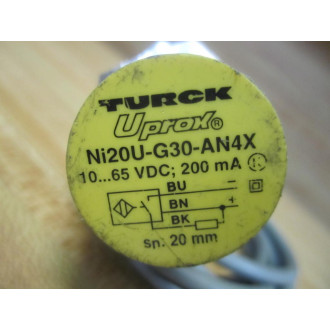 TURCK
Uprox®
Ni20U-G30-AN4X
10...65 VDC; 200 mA
BU -
BN +
BK
sn: 20 mm